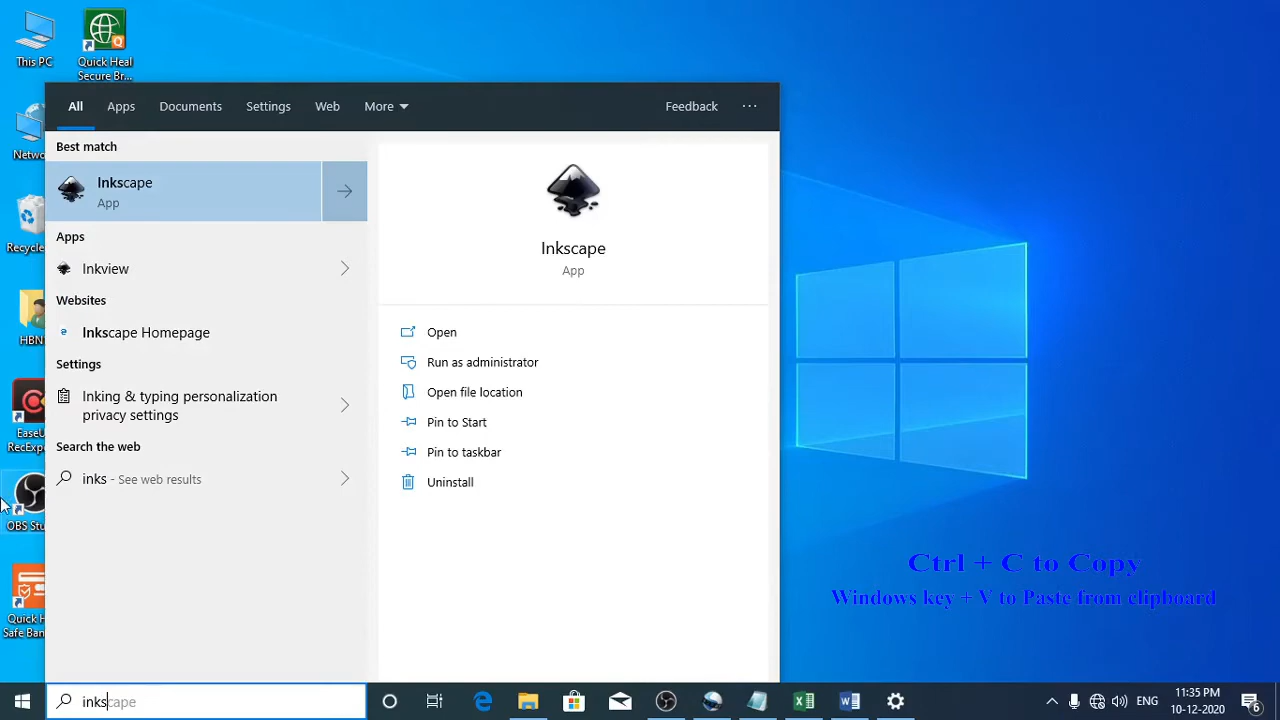 This PC
Quick Heal
Secure Br...
Netwo
Recycle
HBN
EaseU
RecExpe
OBS Stu
Quick H
Safe Ban
All
Apps
Documents
Settings
Web
More
Feedback
...
Best match
Inkscape
App
Apps
Inkview
Websites
Inkscape Homepage
Settings
Inking & typing personalization
privacy settings
Search the web
inks - See web results
Inkscape
App
Open
Run as administrator
Open file location
Pin to Start
Pin to taskbar
Uninstall
Ctrl + C to Copy
Windows key + V to Paste from clipboard
inkscape
ENG
11:35 PM
10-12-2020
6